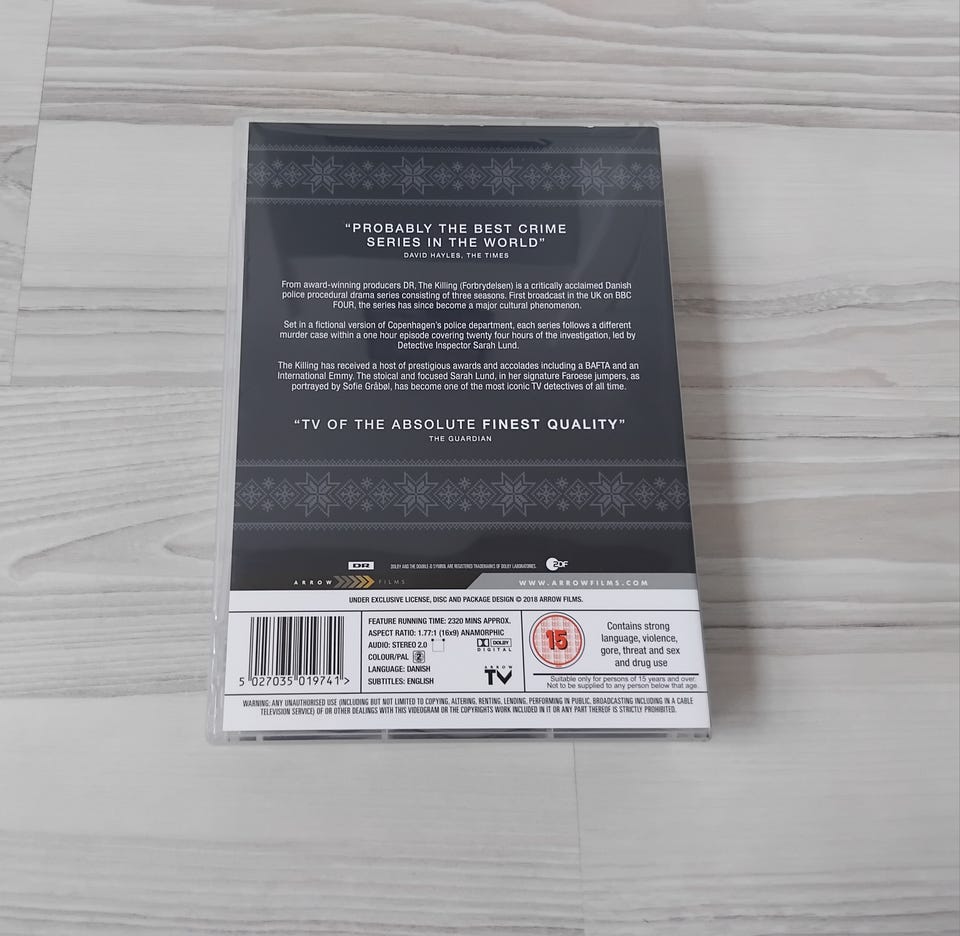 “PROBABLY THE BEST CRIME
SERIES IN THE WORLD”
DAVID HAYLES, THE TIMES
From award-winning producers DR, The Killing (Forbrydelsen) is a critically acclaimed Danish
police procedural drama series consisting of three seasons. First broadcast in the UK on BBC
FOUR, the series has since become a major cultural phenomenon.
Set in a fictional version of Copenhagen's police department, each series follows a different
murder case within a one hour episode covering twenty four hours of the investigation, led by
Detective Inspector Sarah Lund.
The Killing has received a host of prestigious awards and accolades including a BAFTA and an
International Emmy. The stoical and focused Sarah Lund, in her signature Faroese jumpers, as
portrayed by Sofie Gråbøl, has become one of the most iconic TV detectives of all time.
“TV OF THE ABSOLUTE FINEST QUALITY”
THE GUARDIAN
DR
DOLBY AND THE DOUBLE-D SYMBOL ARE REGISTERED TRADEMARKS OF DOLBY LABORATORIES.
ZDF
ARROW FILMS
WWW.ARROWFILMS.COM
UNDER EXCLUSIVE LICENSE, DISC AND PACKAGE DESIGN © 2018 ARROW FILMS.
5 027035 019741 >
FEATURE RUNNING TIME: 2320 MINS APPROX.
ASPECT RATIO: 1.77:1 (16x9) ANAMORPHIC
AUDIO: STEREO 2.0
COLOUR/PAL 2
LANGUAGE: DANISH
SUBTITLES: ENGLISH
DOLBY
DIGITAL
ARROW
TV
15
Contains strong
language, violence,
gore, threat and sex
and drug use
Suitable only for persons of 15 years and over.
Not to be supplied to any person below that age.
WARNING: ANY UNAUTHORISED USE (INCLUDING BUT NOT LIMITED TO COPYING, ALTERING, RENTING, LENDING, PERFORMING IN PUBLIC, BROADCASTING INCLUDING IN A CABLE
TELEVISION SERVICE) OF OR OTHER DEALINGS WITH THIS VIDEOGRAM OR THE COPYRIGHTS WORK INCLUDED IN IT OR ANY PART THEREOF IS STRICTLY PROHIBITED.